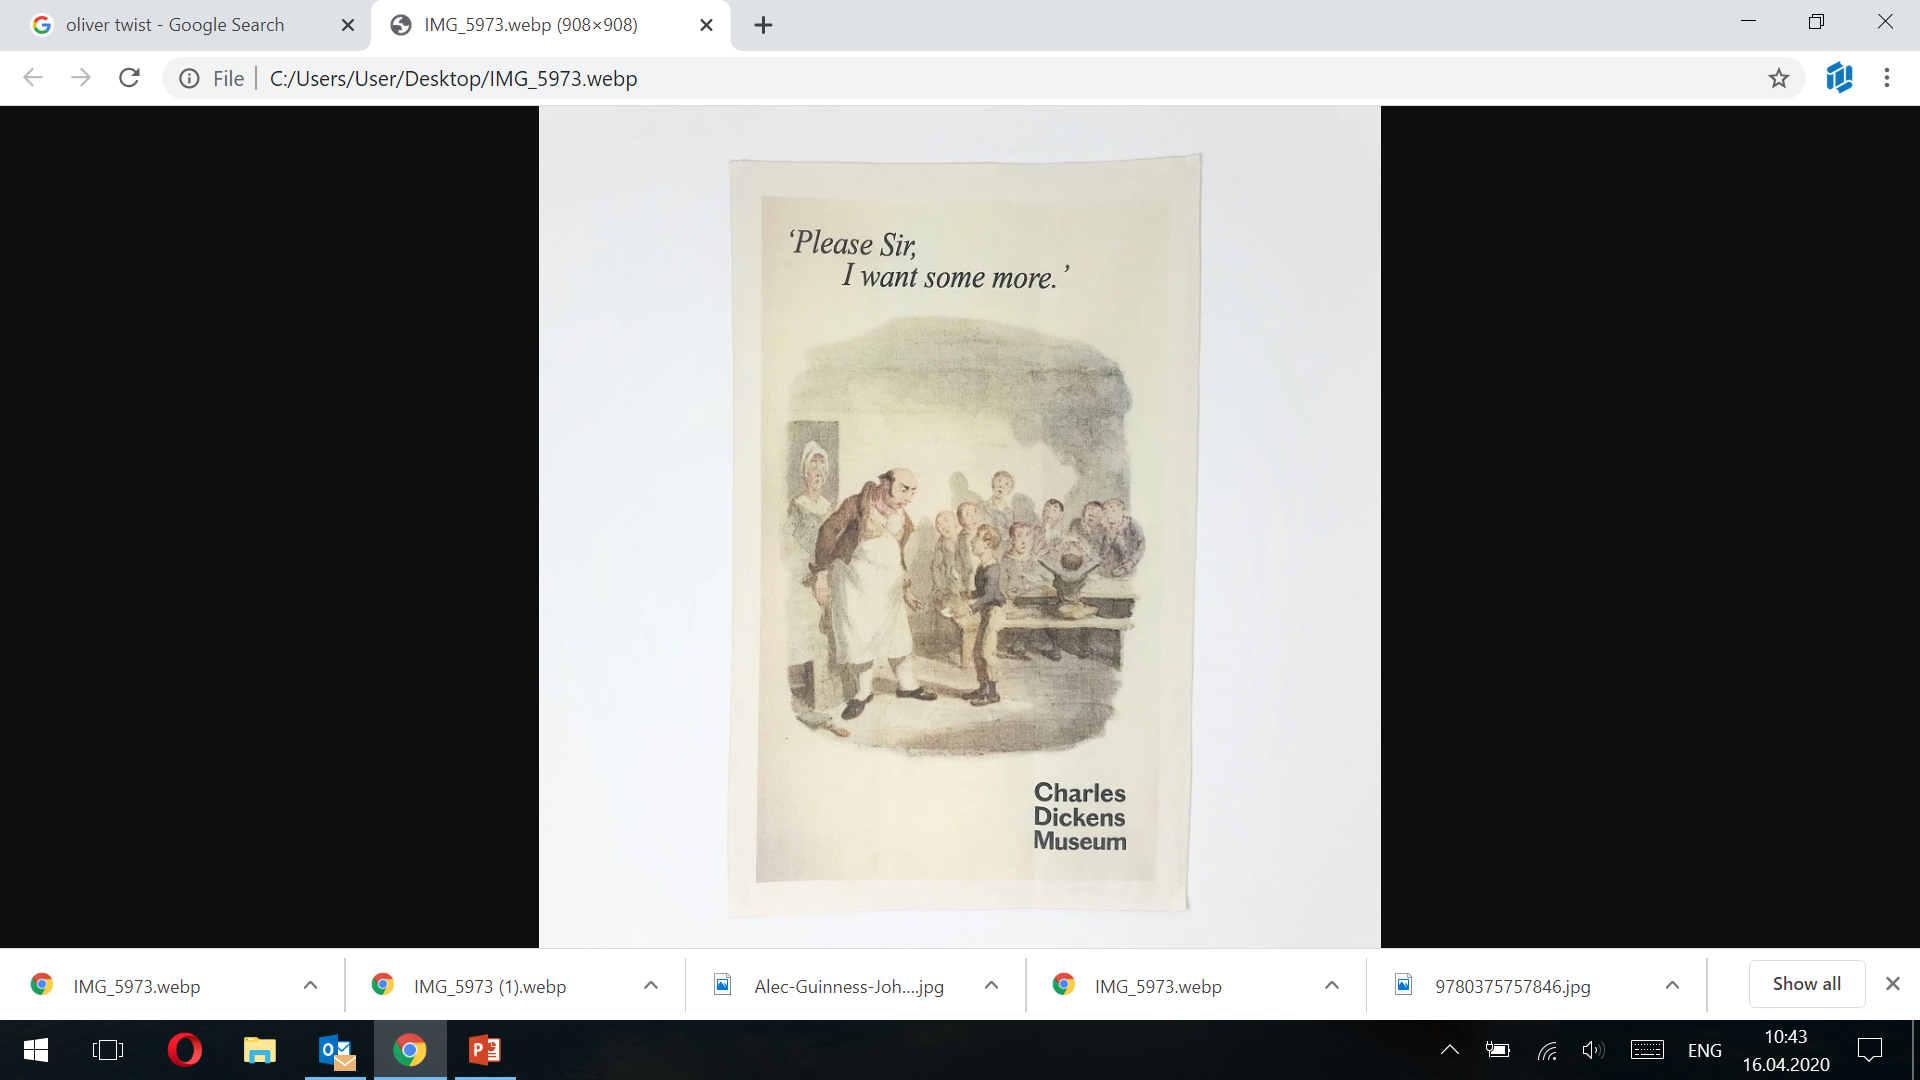 oliver twist - Google Search
IMG_5973.webp (908×908)
File
C:/Users/User/Desktop/IMG_5973.webp
‘Please Sir,
I want some more.’
Charles
Dickens
Museum
IMG_5973.webp
IMG_5973 (1).webp
Alec-Guinness-Joh....jpg
IMG_5973.webp
9780375757846.jpg
Show all
ENG
10:43
16.04.2020